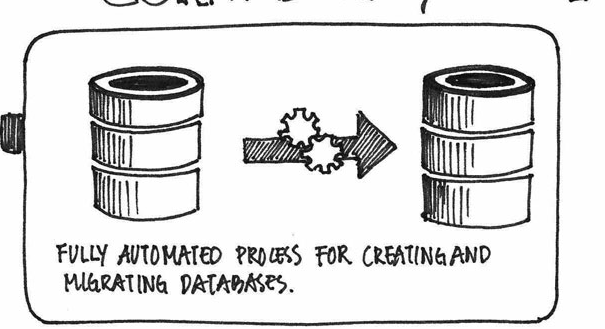 FULLY AUTOMATED PROCESS FOR CREATING AND
MIGRATING DATABASES.